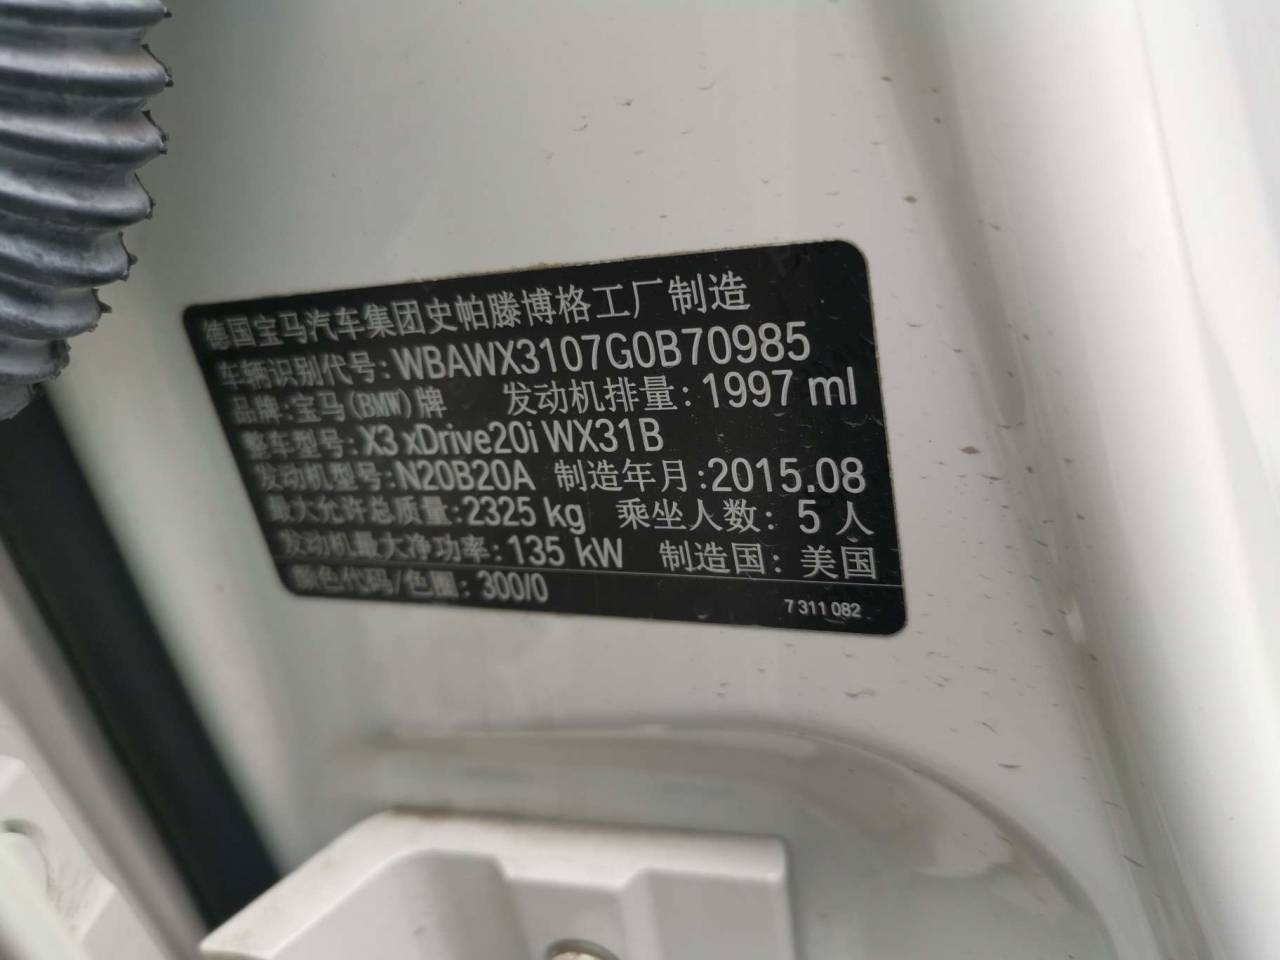 德国宝马汽车集团史帕滕博格工厂制造
车辆识别代号: WBAWX3107G0B70985
品牌: 宝马(BMW)牌 发动机排量: 1997 ml
整车型号: X3 xDrive20i WX31B
发动机型号: N20B20A 制造年月: 2015.08
最大允许总质量: 2325 kg 乘坐人数: 5 人
发动机最大净功率: 135 kW 制造国: 美国
颜色代码/色圈: 300/0
7 311 082